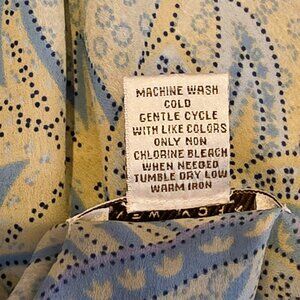 MACHINE WASH
COLD
GENTLE CYCLE
WITH LIKE COLORS
ONLY NON
CHLORINE BLEACH
WHEN NEEDED
TUMBLE DRY LOW
WARM IRON